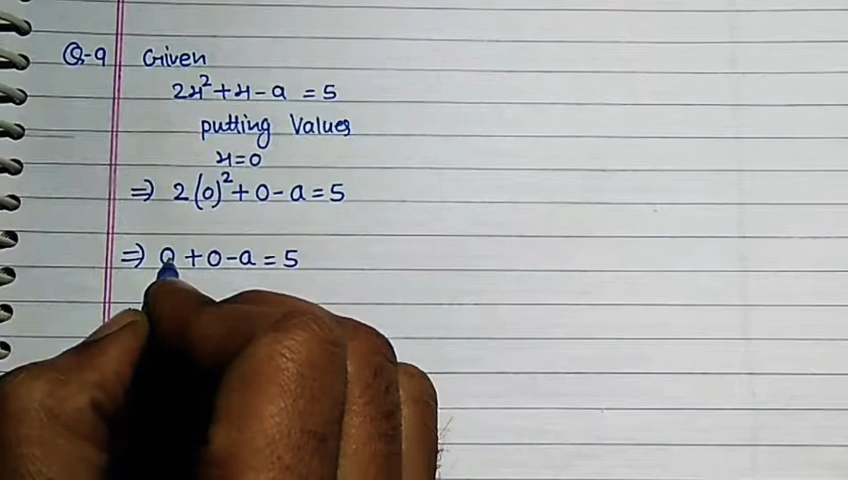 Q-9 Given
2x²+x-a = 5
putting Values
x=0
⇒ 2(0)²+0-a=5
⇒ 0+0-a=5